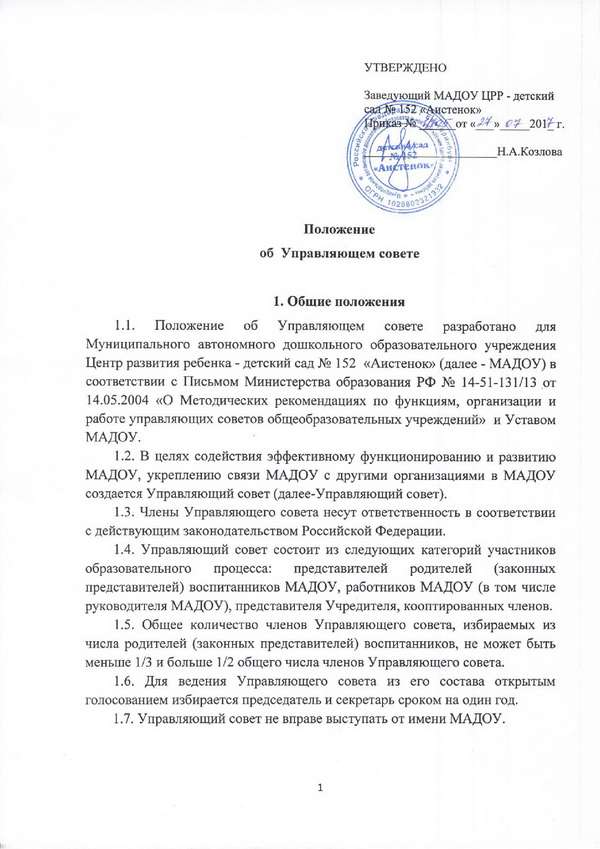 УТВЕРЖДЕНО
Заведующий МАДОУ ЦРР - детский
сад № 152 «Аистенок»
Приказ № от «27» 07 2017 г.
Н.А.Козлова
детский сад
№ 152
«Аистенок»
ОГРН 1026602321932
Положение
об Управляющем совете
1. Общие положения
1.1. Положение об Управляющем совете разработано для
Муниципального автономного дошкольного образовательного учреждения
Центр развития ребенка - детский сад № 152 «Аистенок» (далее - МАДОУ) в
соответствии с Письмом Министерства образования РФ № 14-51-131/13 от
14.05.2004 «О Методических рекомендациях по функциям, организации и
работе управляющих советов общеобразовательных учреждений» и Уставом
МАДОУ.
1.2. В целях содействия эффективному функционированию и развитию
МАДОУ, укреплению связи МАДОУ с другими организациями в МАДОУ
создается Управляющий совет (далее-Управляющий совет).
1.3. Члены Управляющего совета несут ответственность в соответствии
с действующим законодательством Российской Федерации.
1.4. Управляющий совет состоит из следующих категорий участников
образовательного процесса: представителей родителей (законных
представителей) воспитанников МАДОУ, работников МАДОУ (в том числе
руководителя МАДОУ), представителя Учредителя, кооптированных членов.
1.5. Общее количество членов Управляющего совета, избираемых из
числа родителей (законных представителей) воспитанников, не может быть
меньше 1/3 и больше 1/2 общего числа членов Управляющего совета.
1.6. Для ведения Управляющего совета из его состава открытым
голосованием избирается председатель и секретарь сроком на один год.
1.7. Управляющий совет не вправе выступать от имени МАДОУ.
1